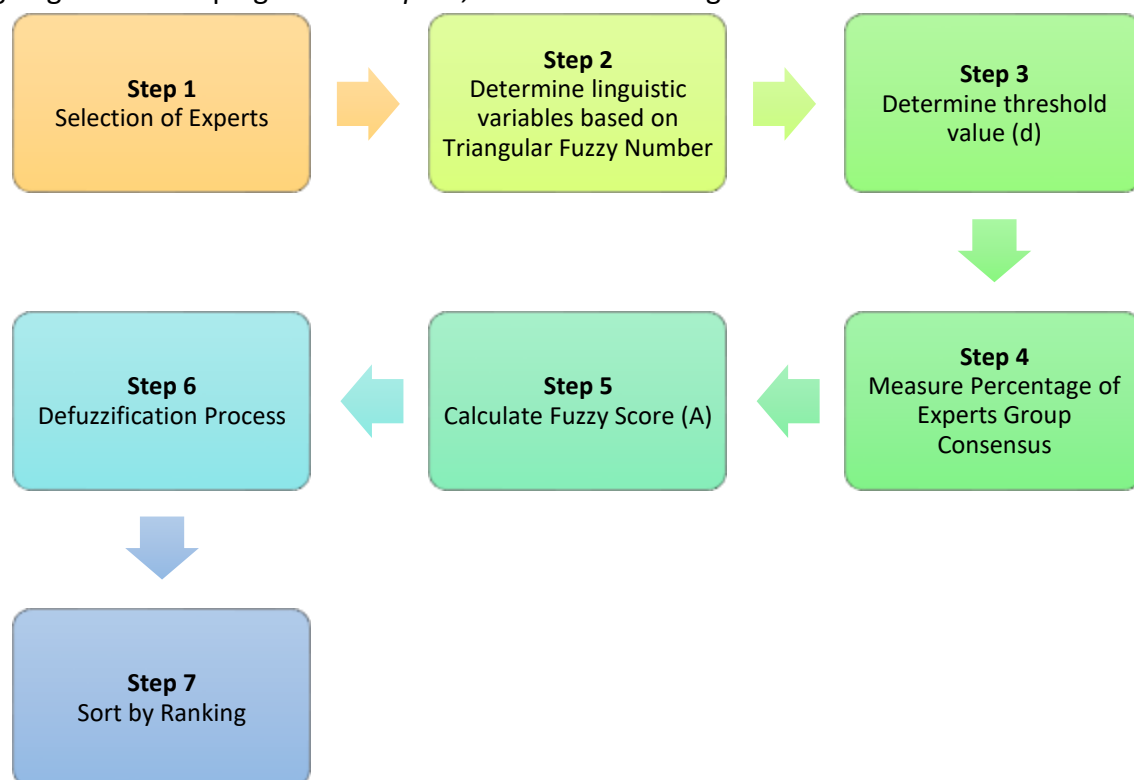 Step 1
Selection of Experts
Step 2
Determine linguistic
variables based on
Triangular Fuzzy Number
Step 3
Determine threshold
value (d)
Step 4
Measure Percentage of
Experts Group
Consensus
Step 5
Calculate Fuzzy Score (A)
Step 6
Defuzzification Process
Step 7
Sort by Ranking